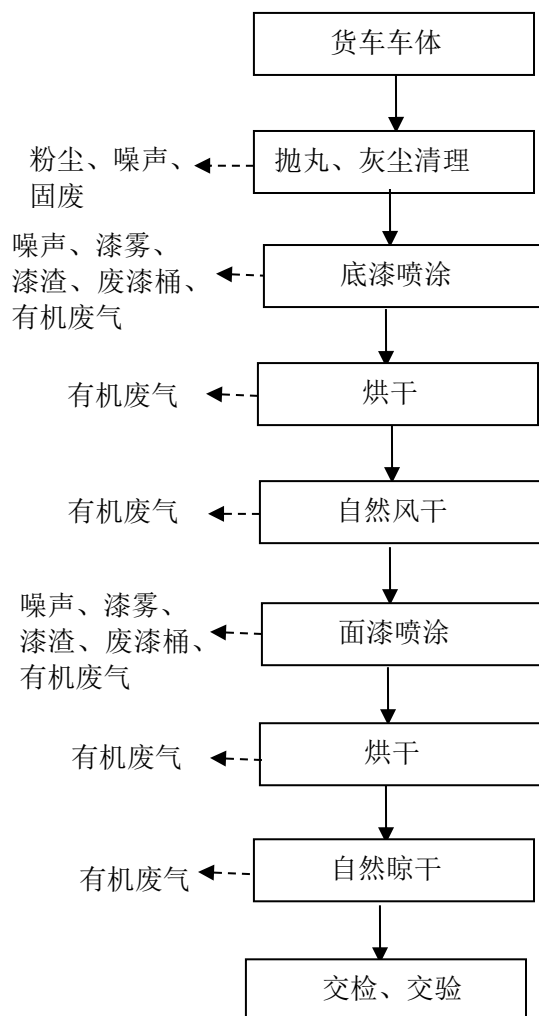 货车车体
粉尘、噪声、
固废
抛丸、灰尘清理
噪声、漆雾、
漆渣、废漆桶、
有机废气
底漆喷涂
有机废气
烘干
有机废气
自然风干
噪声、漆雾、
漆渣、废漆桶、
有机废气
面漆喷涂
有机废气
烘干
有机废气
自然晾干
交检、交验